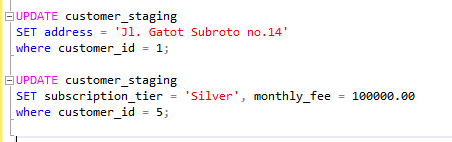 UPDATE customer_staging
SET address = 'Jl. Gatot Subroto no.14'
where customer_id = 1;
UPDATE customer_staging
SET subscription_tier = 'Silver', monthly_fee = 100000.00
where customer_id = 5;